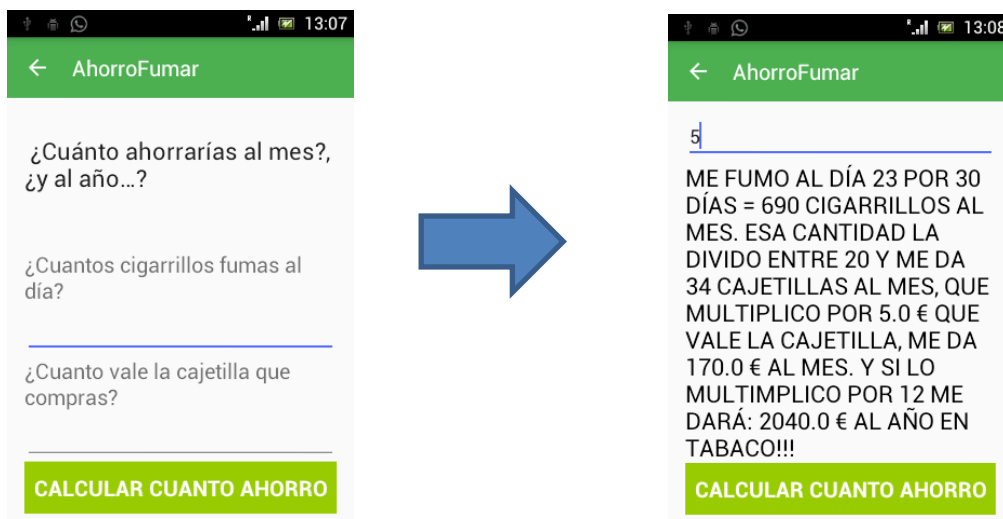 13:07
AhorroFumar
¿Cuánto ahorrarías al mes?,
¿y al año...?
¿Cuantos cigarrillos fumas al
día?
¿Cuanto vale la cajetilla que
compras?
CALCULAR CUANTO AHORRO
13:08
AhorroFumar
5
ME FUMO AL DÍA 23 POR 30
DÍAS = 690 CIGARRILLOS AL
MES. ESA CANTIDAD LA
DIVIDO ENTRE 20 Y ME DA
34 CAJETILLAS AL MES, QUE
MULTIPLICO POR 5.0 € QUE
VALE LA CAJETILLA, ME DA
170.0 € AL MES. Y SI LO
MULTIMPLICO POR 12 ME
DARÁ: 2040.0 € AL AÑO EN
TABACO!!!
CALCULAR CUANTO AHORRO